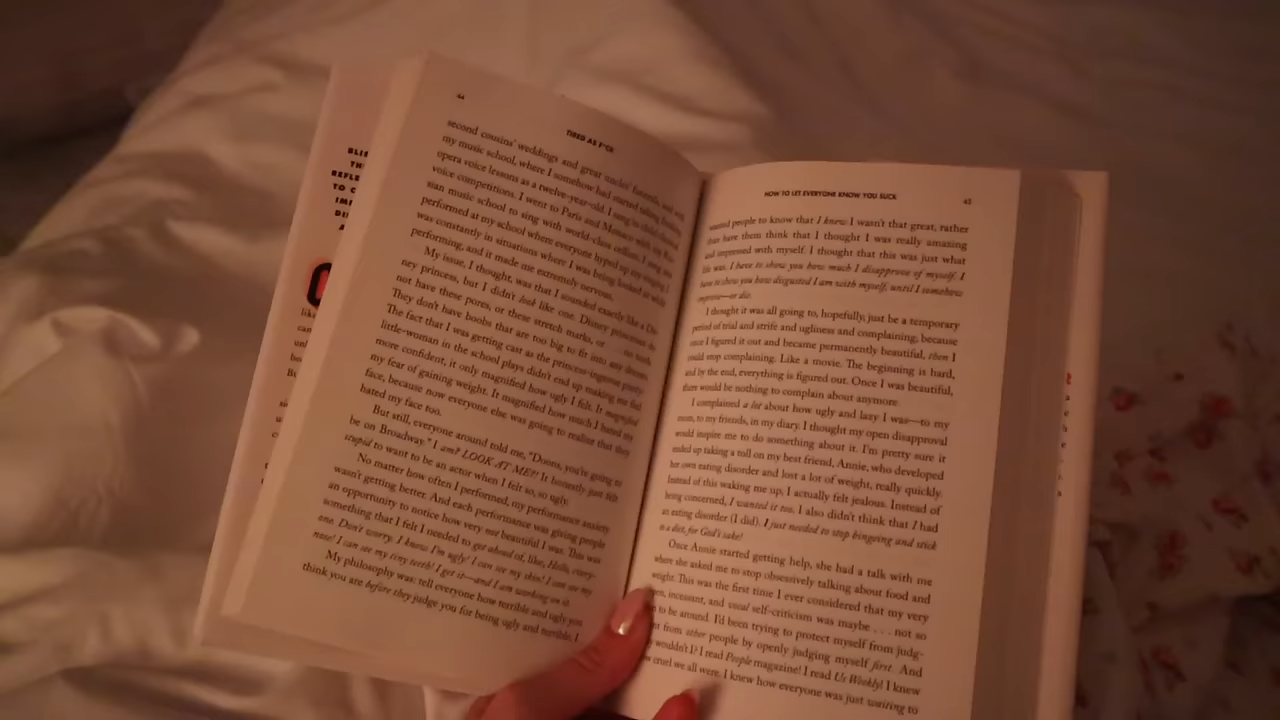 BLIS
TH
REFLE
TO C
IMI
DI
A
44
TIRED AS F*CK
second cousins' weddings and great uncles' funerals, and
my music school, where I somehow had started taking
opera voice lessons as a twelve-year-old. I sang in child classical
voice competitions. I went to Paris and Monaco with my Rus-
sian music school to sing with world-class cellists. I sang and
performed at my school where everyone hyped up my singing. I
was constantly in situations where I was being looked at while
performing, and it made me extremely nervous.
My issue, I thought, was that I sounded exactly like a Dis-
ney princess, but I didn't look like one. Disney princesses do
not have these pores, or these stretch marks, or
They don't have boobs that are too big to fit into any dresses.
The fact that I was getting cast as the princess-ingenue-pretty-
little-woman in the school plays didn't end up making me feel
more confident, it only magnified how ugly I felt. It magnified
my fear of gaining weight. It magnified how much I hated my
face, because now everyone else was going to realize that they
hated my face too.
But still, everyone around told me, "Doons, you're going to
be on Broadway." I am? LOOK AT ME?! It honestly just felt
stupid to want to be an actor when I felt so, so ugly.
No matter how often I performed, my performance anxiety
wasn't getting better. And each performance was giving people
an opportunity to notice how very not beautiful I was. This was
something that I felt I needed to get ahead of, like, Hello, every-
one. Don't worry. I know I'm ugly! I can see my skin! I can see my
nose! I can see my tiny teeth! I get it—and I am working on it.
My philosophy was: tell everyone how terrible and ugly you
think you are before they judge you for being ugly and terrible. I
HOW TO LET EVERYONE KNOW YOU SUCK
45
wanted people to know that I knew I wasn't that great, rather
than have them think that I thought I was really amazing
and impressed with myself. I thought that this was just what
life was. I have to show you how much I disapprove of myself. I
have to show you how disgusted I am with myself, until I somehow
improve—or die.
I thought it was all going to, hopefully, just be a temporary
period of trial and strife and ugliness and complaining, because
once I figured it out and became permanently beautiful, then I
could stop complaining. Like a movie. The beginning is hard,
and by the end, everything is figured out. Once I was beautiful,
there would be nothing to complain about anymore.
I complained a lot about how ugly and lazy I was—to my
mom, to my friends, in my diary. I thought my open disapproval
would inspire me to do something about it. I'm pretty sure it
ended up taking a toll on my best friend, Annie, who developed
her own eating disorder and lost a lot of weight, really quickly.
Instead of this waking me up, I actually felt jealous. Instead of
being concerned, I wanted it too. I also didn't think that I had
an eating disorder (I did). I just needed to stop bingeing and stick
to a diet, for God's sake!
Once Annie started getting help, she had a talk with me
where she asked me to stop obsessively talking about food and
weight. This was the first time I ever considered that my very
open, incessant, and usual self-criticism was maybe . . . not so
to be around. I'd been trying to protect myself from judg-
from other people by openly judging myself first. And
wouldn't I? I read People magazine! I read Us Weekly! I knew
cruel we all were. I knew how everyone was just waiting to